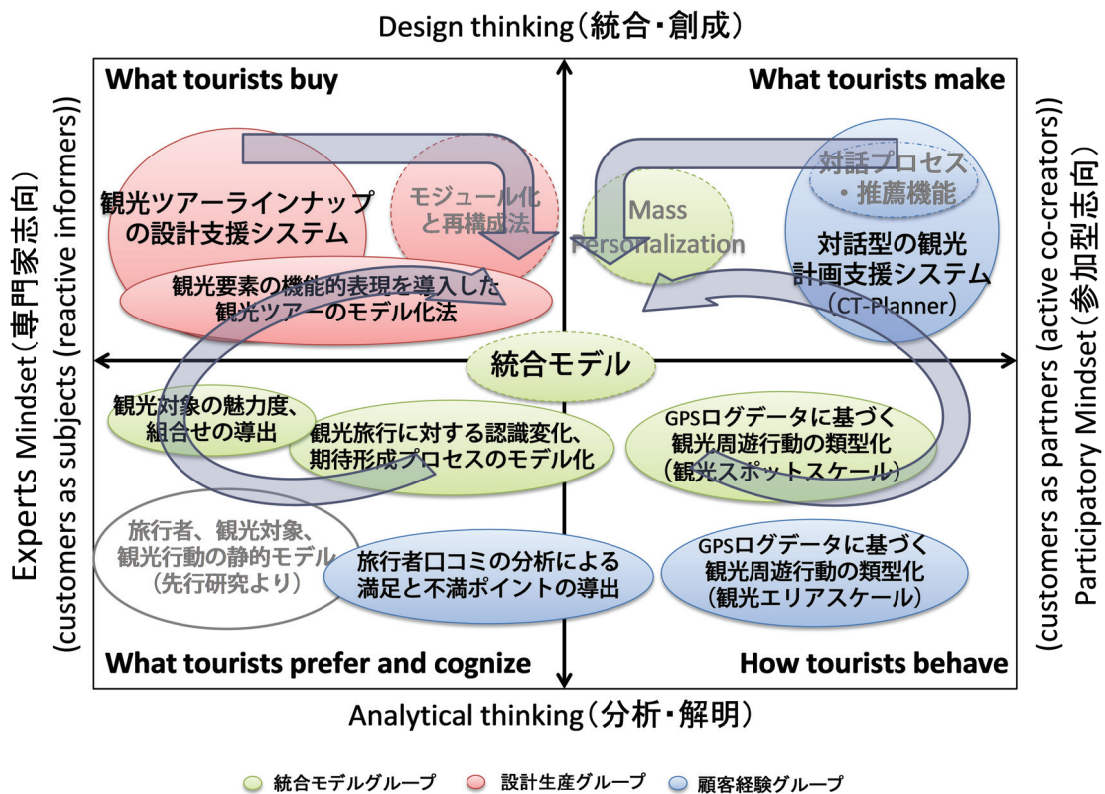 Design thinking（統合・創成）
What tourists buy
What tourists make
観光ツアーラインナップ
の設計支援システム
モジュール化
と再構成法
Mass
Personalization
対話プロセス
・推薦機能
対話型の観光
計画支援システム
（CT-Planner）
観光要素の機能的表現を導入した
観光ツアーのモデル化法
統合モデル
Experts Mindset（専門家志向）
(customers as subjects (reactive informers))
(customers as partners (active co-creators))
Participatory Mindset（参加型志向）
観光対象の魅力度、
組合せの導出
観光旅行に対する認識変化、
期待形成プロセスのモデル化
GPSログデータに基づく
観光周遊行動の類型化
（観光スポットスケール）
旅行者、観光対象、
観光行動の静的モデル
（先行研究より）
旅行者口コミの分析による
満足と不満ポイントの導出
GPSログデータに基づく
観光周遊行動の類型化
（観光エリアスケール）
What tourists prefer and cognize
How tourists behave
Analytical thinking（分析・解明）
統合モデルグループ
設計生産グループ
顧客経験グループ